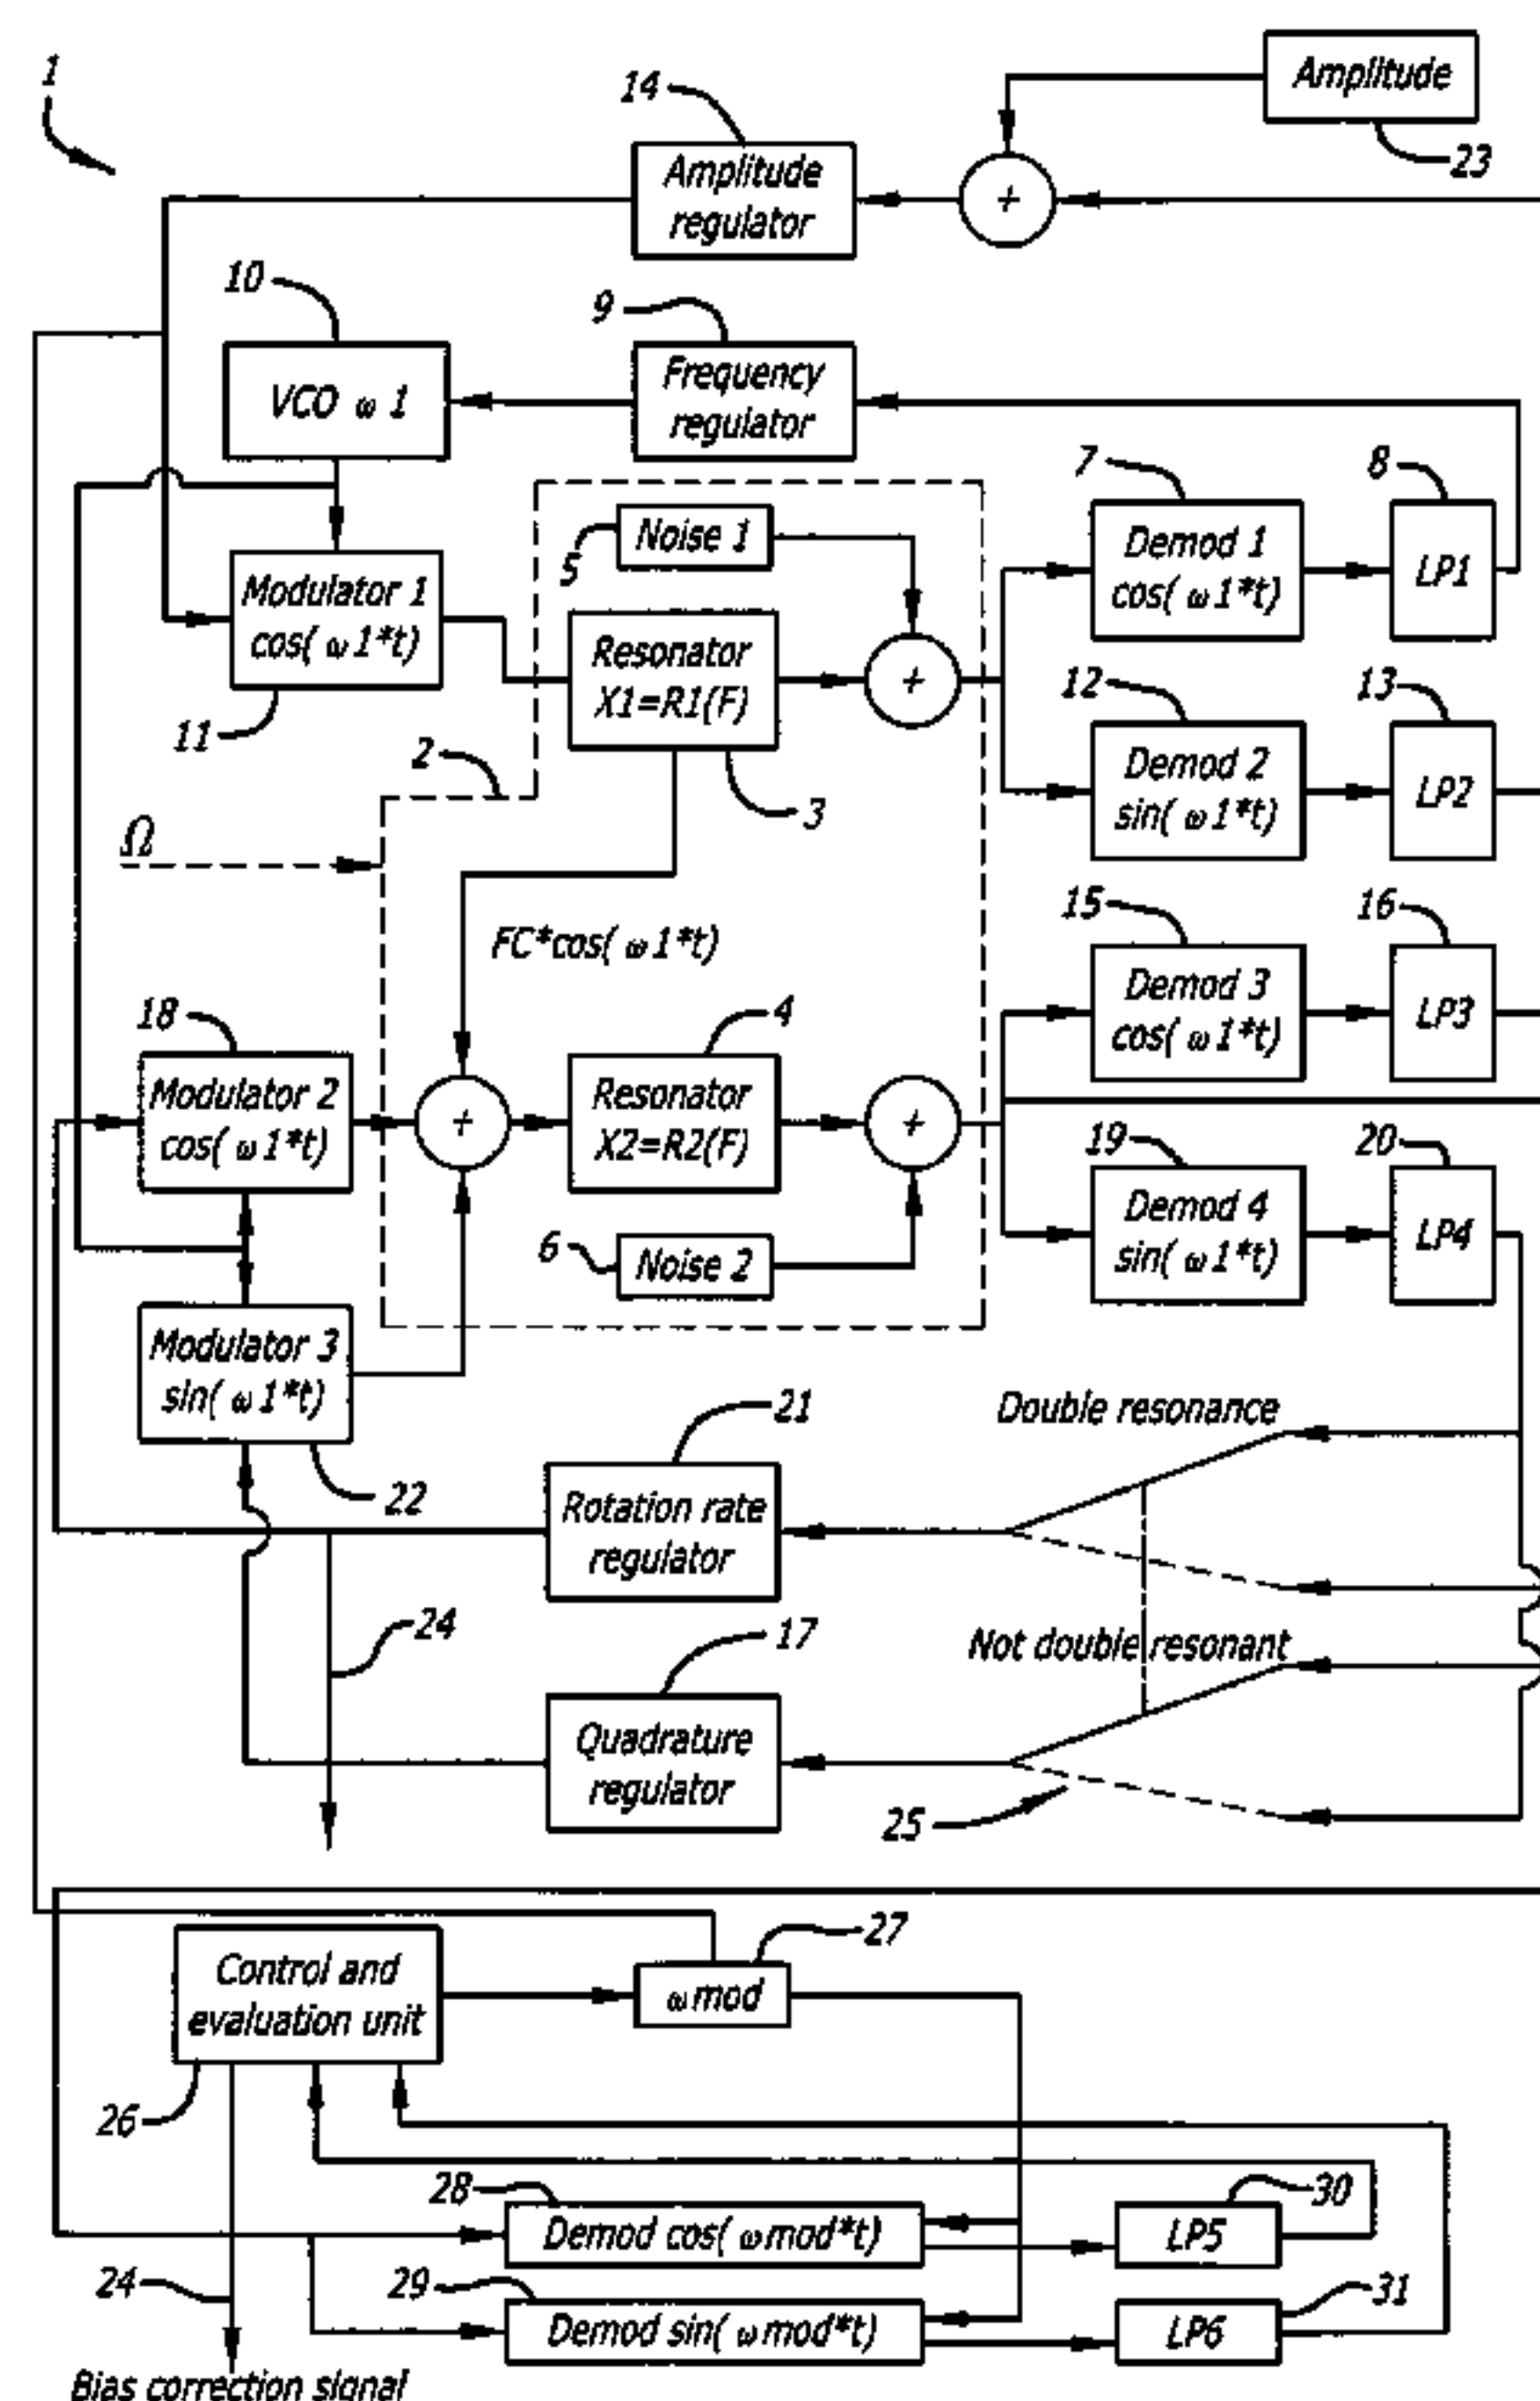 1
14
Amplitude
23
Amplitude
regulator
+
10
9
VCO ω 1
Frequency
regulator
7
8
5
Noise 1
Demod 1
cos( ω1*t)
LP1
Modulator 1
cos( ω1*t)
Resonator
X1=R1(F)
+
12
13
11
2
3
Demod 2
sin( ω1*t)
LP2
Ω
15
16
FC*cos( ω1*t)
Demod 3
cos( ω1*t)
LP3
18
4
Modulator 2
cos( ω1*t)
+
Resonator
X2=R2(F)
+
19
20
6
Noise 2
Demod 4
sin( ω1*t)
LP4
Modulator 3
sin( ω1*t)
22
21
Double resonance
Rotation rate
regulator
24
17
Not double resonant
Quadrature
regulator
25
27
Control and
evaluation unit
ωmod
26
28
30
Demod cos( ωmod*t)
LP5
24
29
31
Demod sin( ωmod*t)
LP6
Bias correction signal